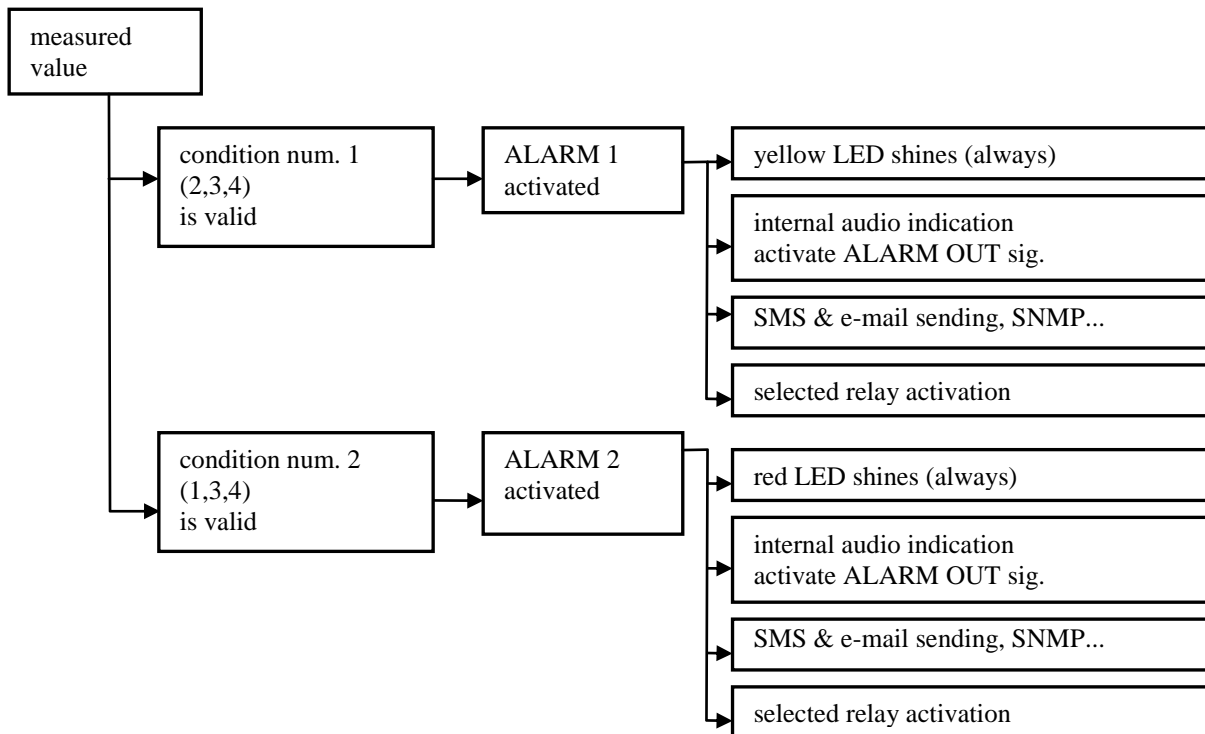 measured
value
condition num. 1
(2,3,4)
is valid
ALARM 1
activated
yellow LED shines (always)
internal audio indication
activate ALARM OUT sig.
SMS & e-mail sending, SNMP...
selected relay activation
condition num. 2
(1,3,4)
is valid
ALARM 2
activated
red LED shines (always)
internal audio indication
activate ALARM OUT sig.
SMS & e-mail sending, SNMP...
selected relay activation